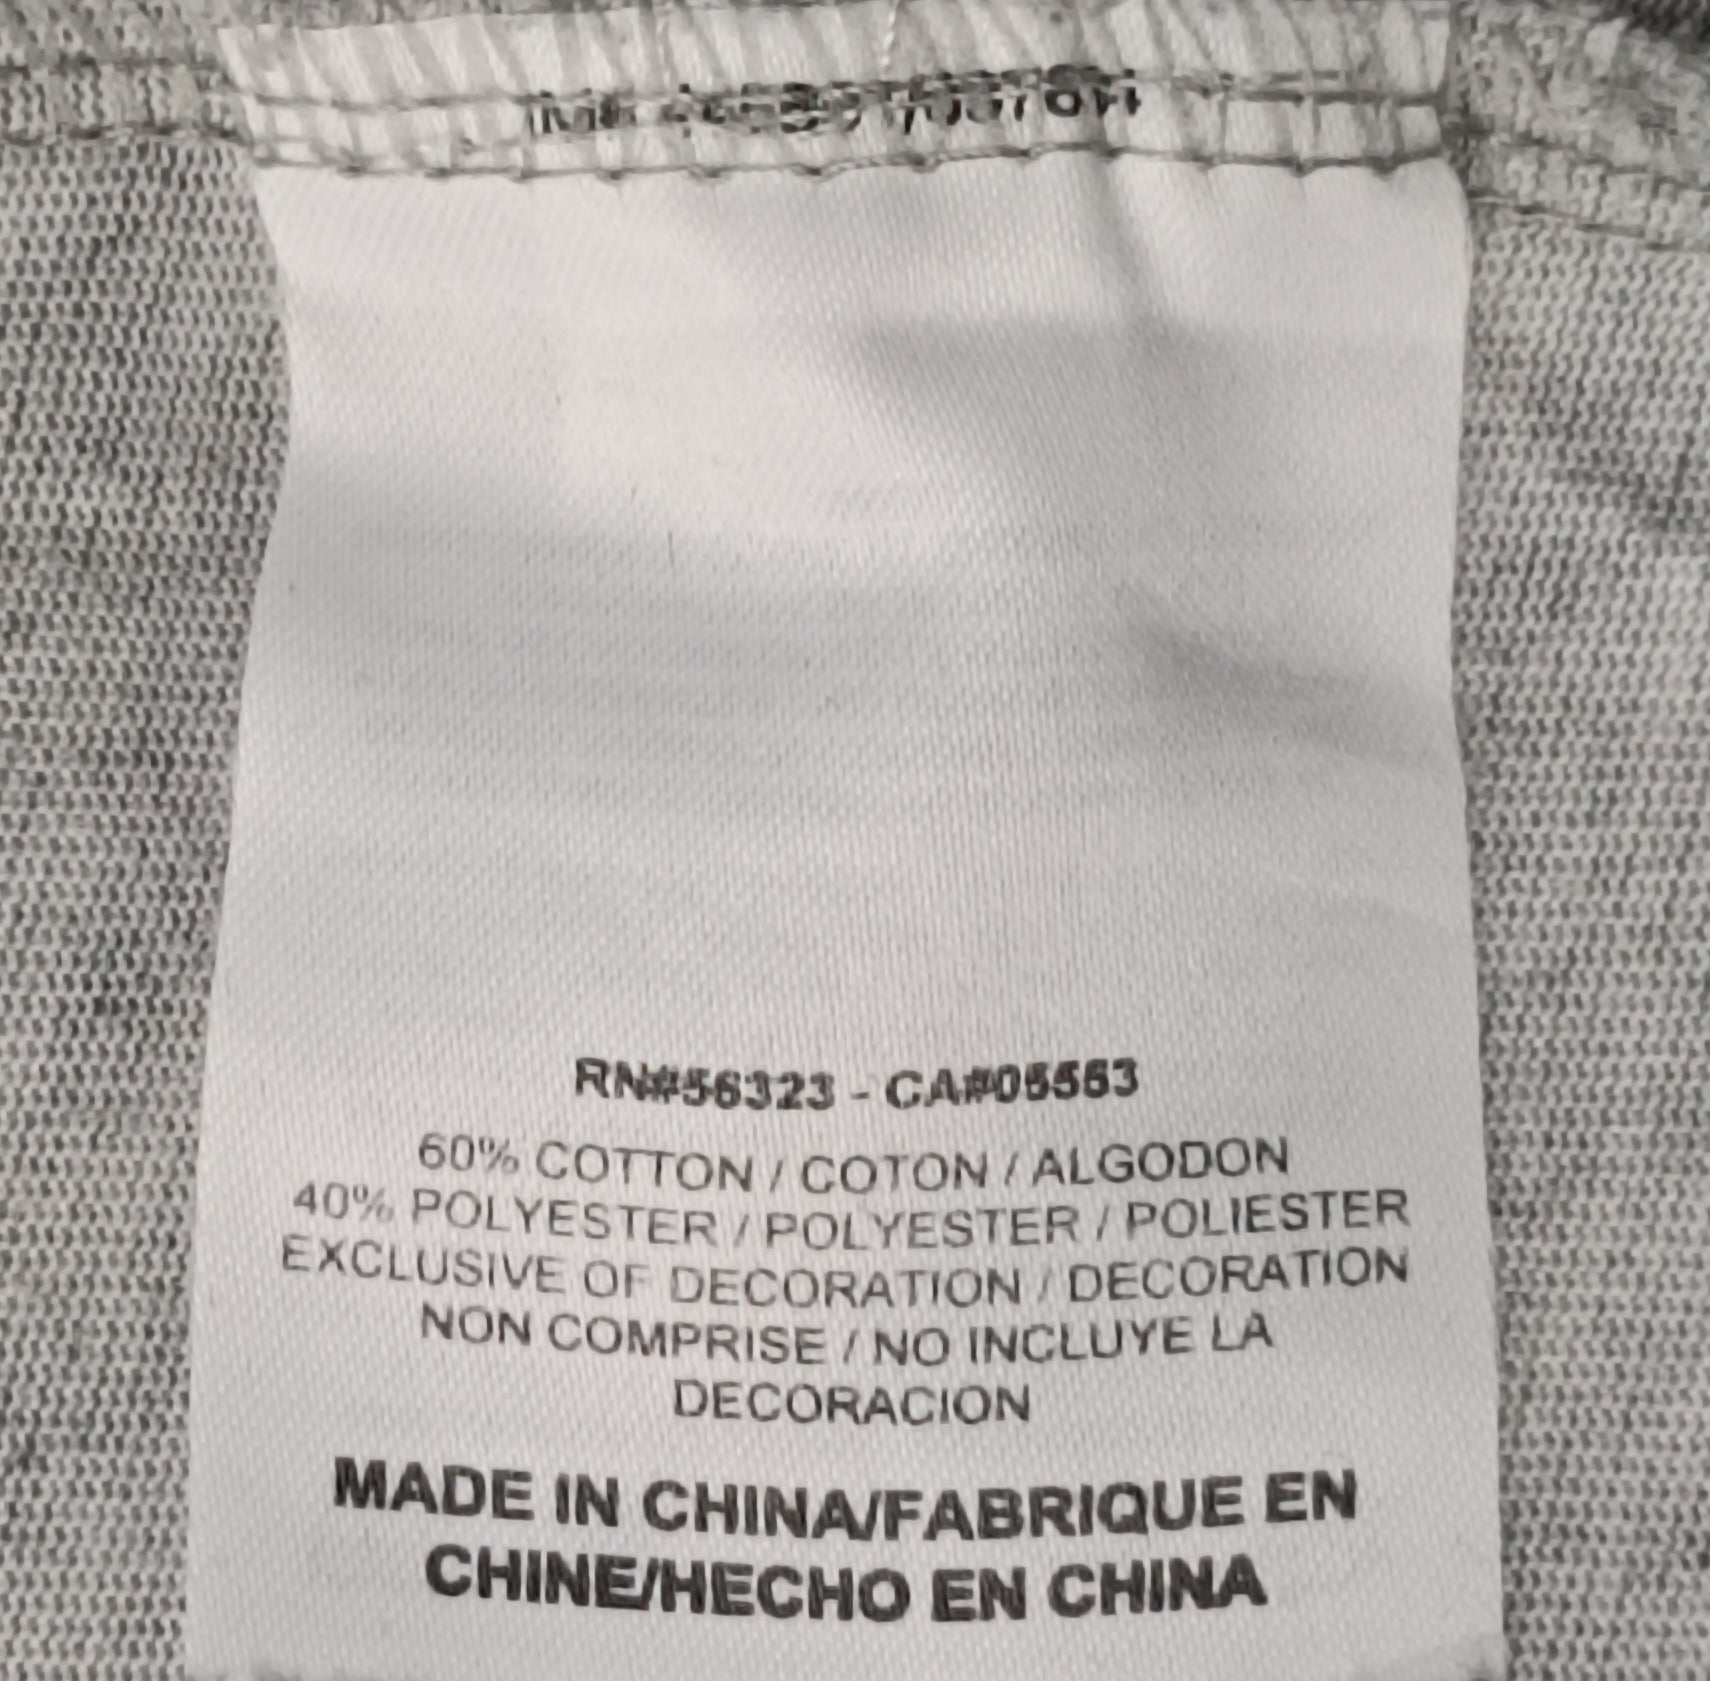 RN#56323 - CA#05553
60% COTTON / COTON / ALGODON
40% POLYESTER / POLYESTER / POLIESTER
EXCLUSIVE OF DECORATION / DECORATION
NON COMPRISE / NO INCLUYE LA
DECORACION
MADE IN CHINA/FABRIQUE EN
CHINE/HECHO EN CHINA